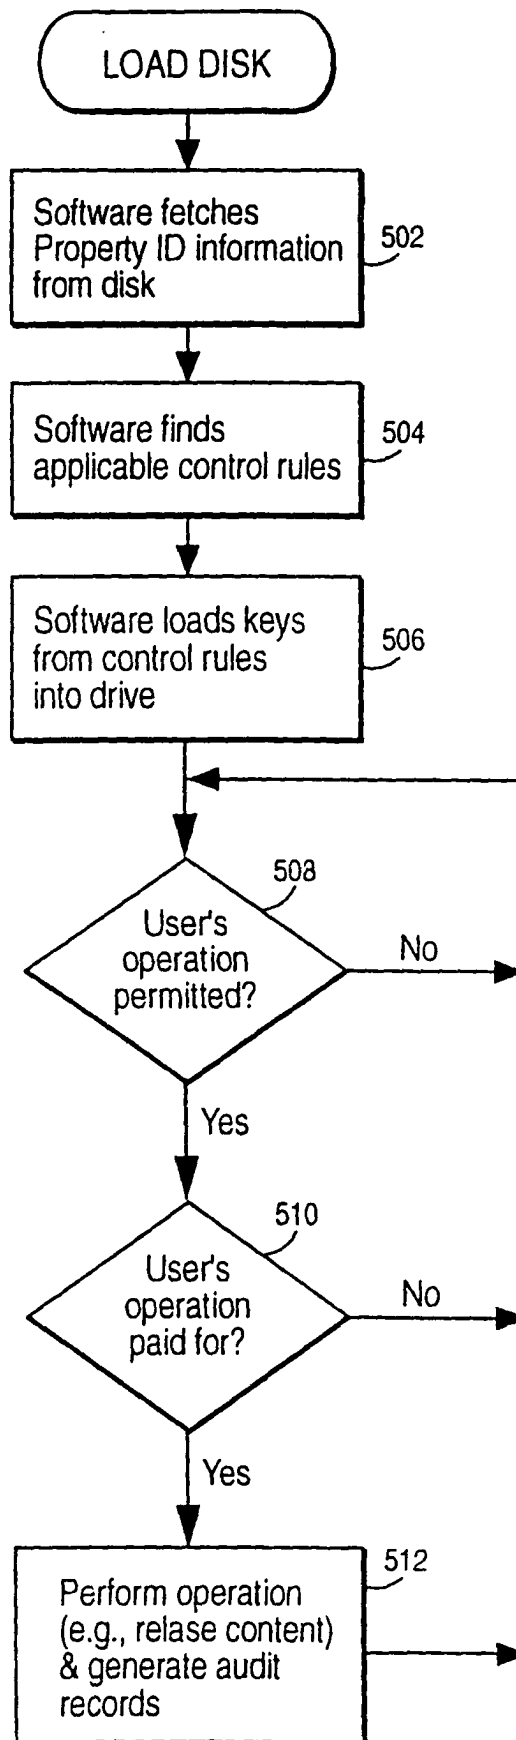 LOAD DISK
Software fetches
Property ID information
from disk
502
Software finds
applicable control rules
504
Software loads keys
from control rules
into drive
506
508
User's
operation
permitted?
No
Yes
510
User's
operation
paid for?
No
Yes
512
Perform operation
(e.g., relase content)
& generate audit
records